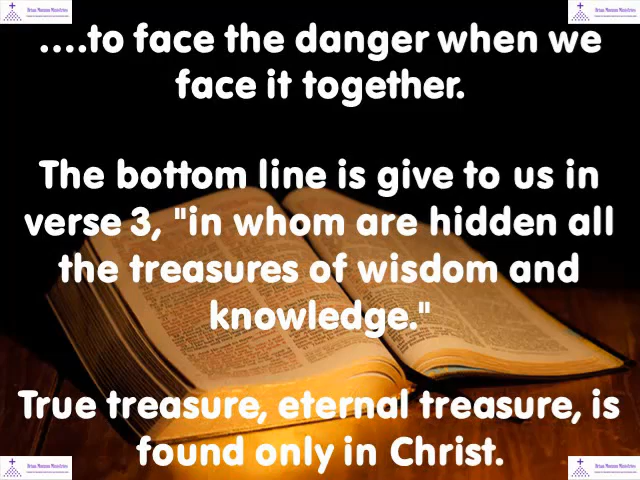 ....to face the danger when we
face it together.
The bottom line is give to us in
verse 3, "in whom are hidden all
the treasures of wisdom and
knowledge."
True treasure, eternal treasure, is
found only in Christ.